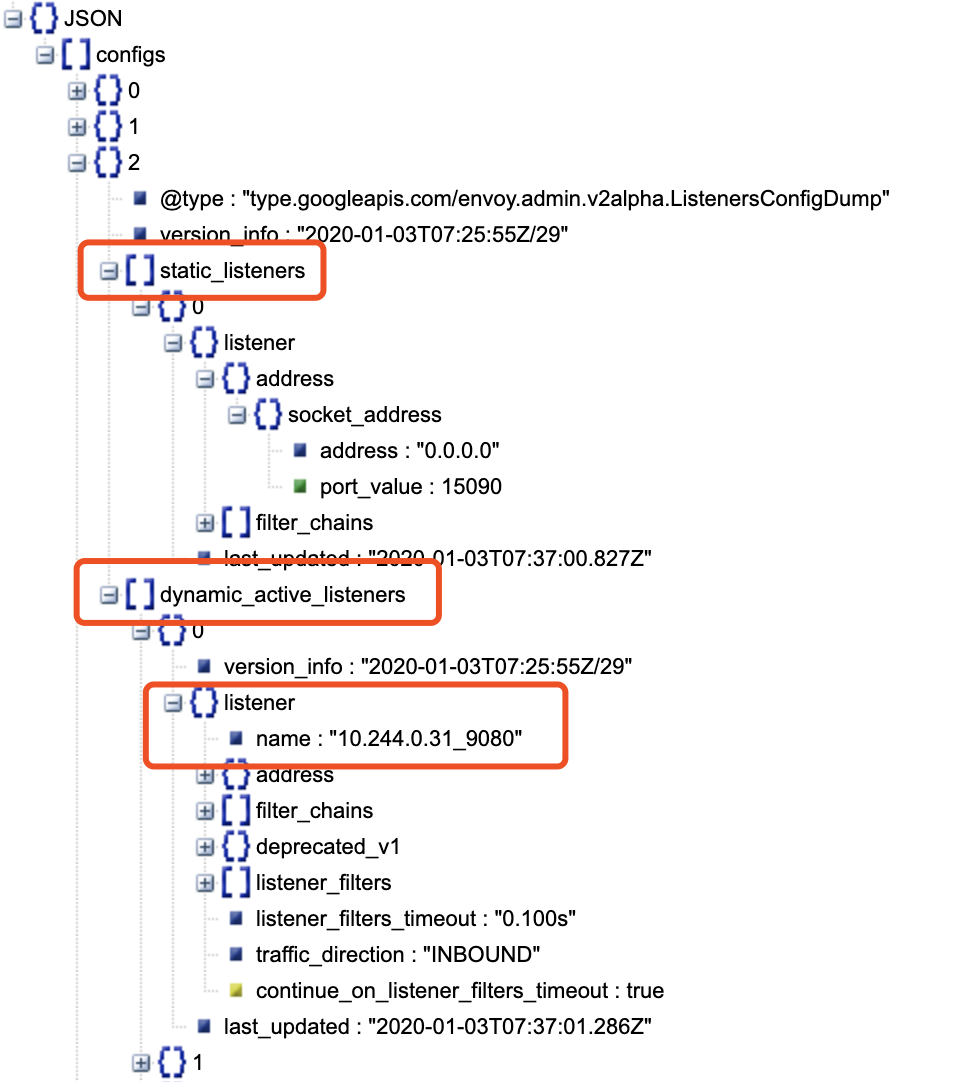 JSON
configs
0
1
2
@type : "type.googleapis.com/envoy.admin.v2alpha.ListenersConfigDump"
version_info : "2020-01-03T07:25:55Z/29"
static_listeners
0
listener
address
socket_address
address : "0.0.0.0"
port_value : 15090
filter_chains
last_updated : "2020-01-03T07:37:00.827Z"
dynamic_active_listeners
0
version_info : "2020-01-03T07:25:55Z/29"
listener
name : "10.244.0.31_9080"
address
filter_chains
deprecated_v1
listener_filters
listener_filters_timeout : "0.100s"
traffic_direction : "INBOUND"
continue_on_listener_filters_timeout : true
last_updated : "2020-01-03T07:37:01.286Z"
1